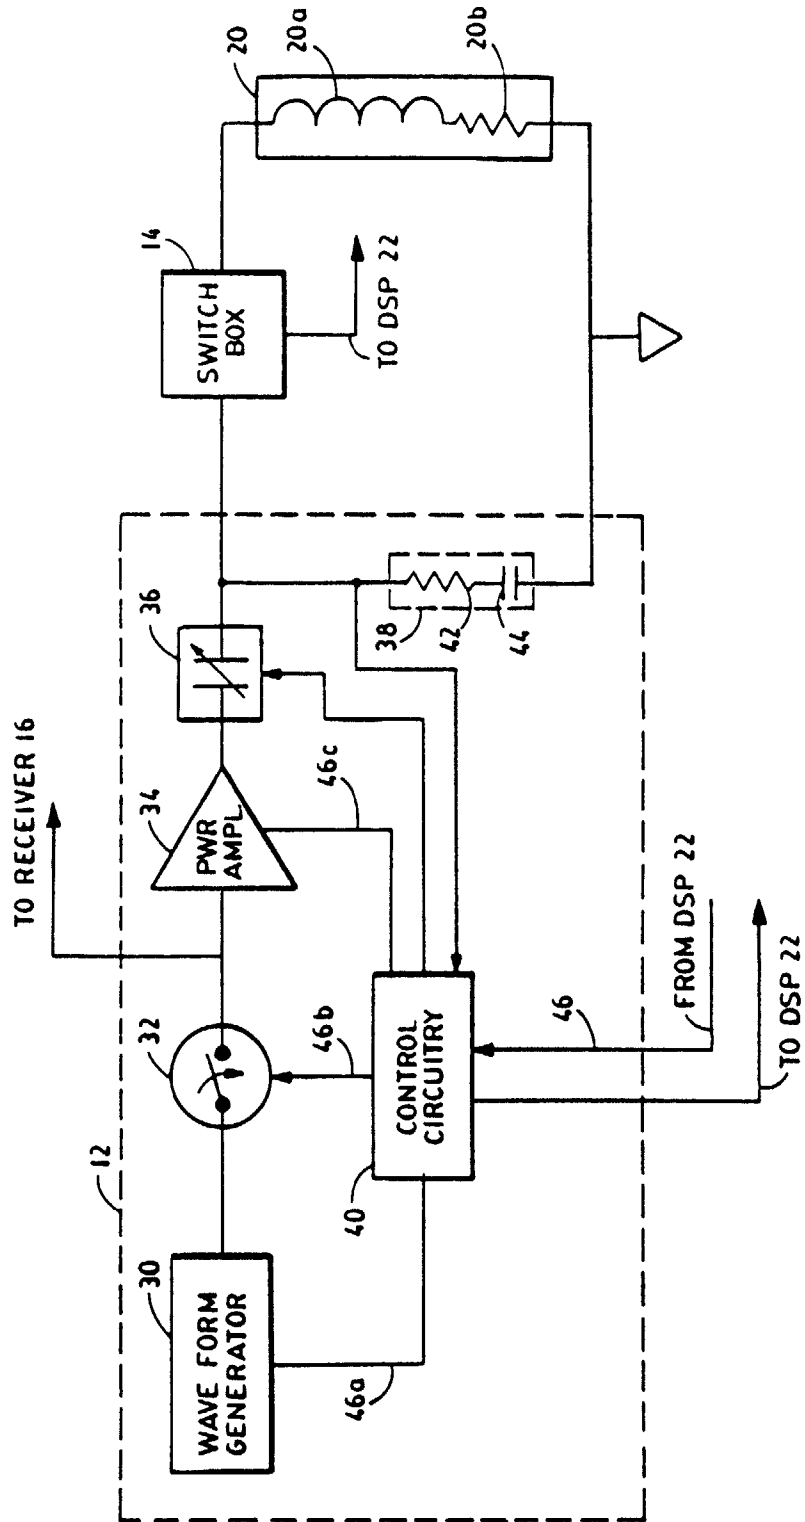 TO RECEIVER 16
12
30
WAVE FORM
GENERATOR
32
34
PWR
AMPL.
36
14
SWITCH
BOX
20
20a
20b
TO DSP 22
46a
46b
46c
40
CONTROL
CIRCUITRY
38
42
44
46
FROM DSP 22
TO DSP 22